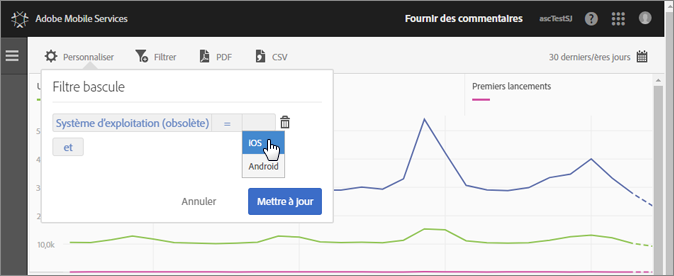 Adobe Mobile Services Fournir des commentaires ascTestSJ
Personnaliser Filtrer PDF CSV 30 derniers/ères jours
Filtre bascule
Premiers lancements
Système d'exploitation (obsolète) =
iOS
et
Android
Annuler Mettre à jour
10,0k